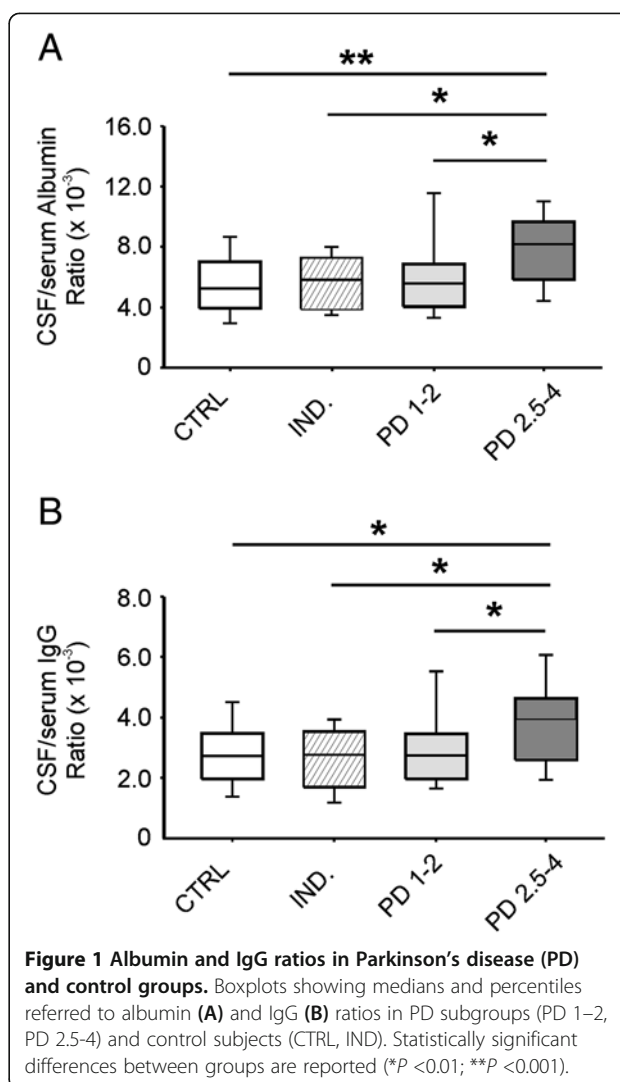 A
**
*
*
16.0
12.0
8.0
4.0
0
CSF/serum Albumin
Ratio (x 10-3)
CTRL
IND.
PD 1-2
PD 2.5-4
B
*
*
*
8.0
6.0
4.0
2.0
0
CSF/serum IgG
Ratio (x 10-3)
CTRL
IND.
PD 1-2
PD 2.5-4
Figure 1 Albumin and IgG ratios in Parkinson's disease (PD)
and control groups. Boxplots showing medians and percentiles
referred to albumin (A) and IgG (B) ratios in PD subgroups (PD 1–2,
PD 2.5-4) and control subjects (CTRL, IND). Statistically significant
differences between groups are reported (*P <0.01; **P <0.001).